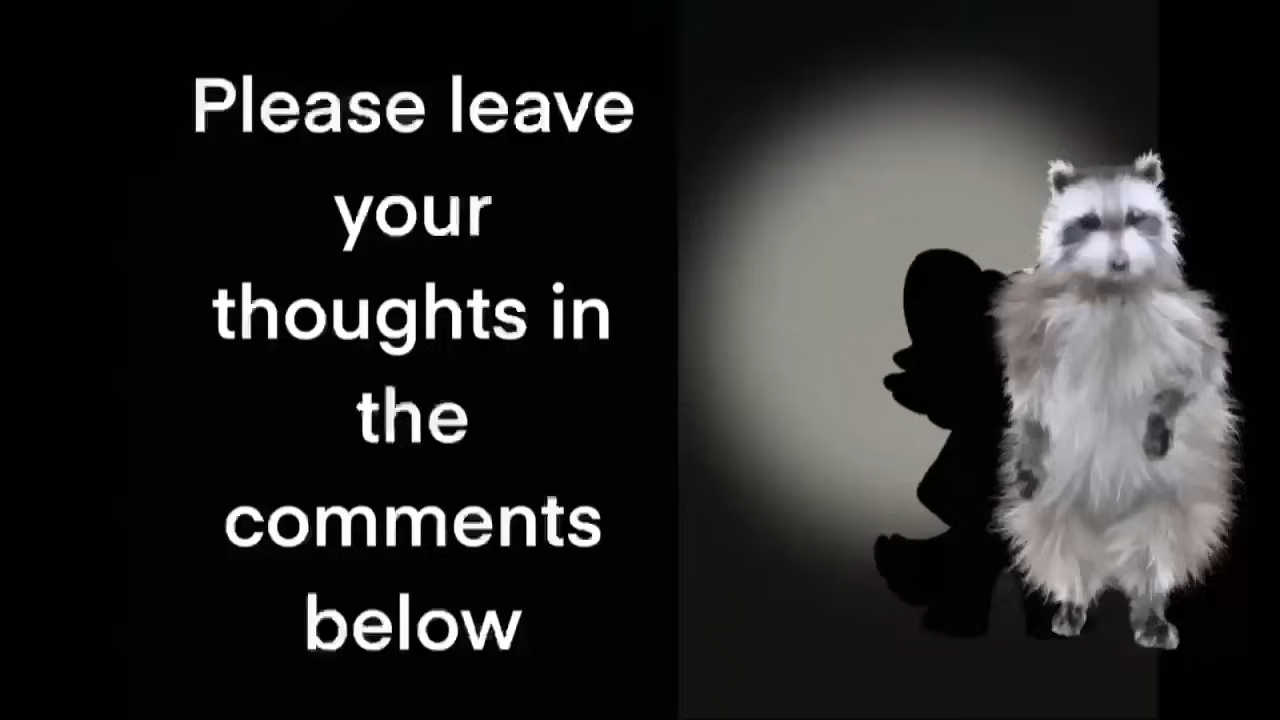 Please leave
your
thoughts in
the
comments
below